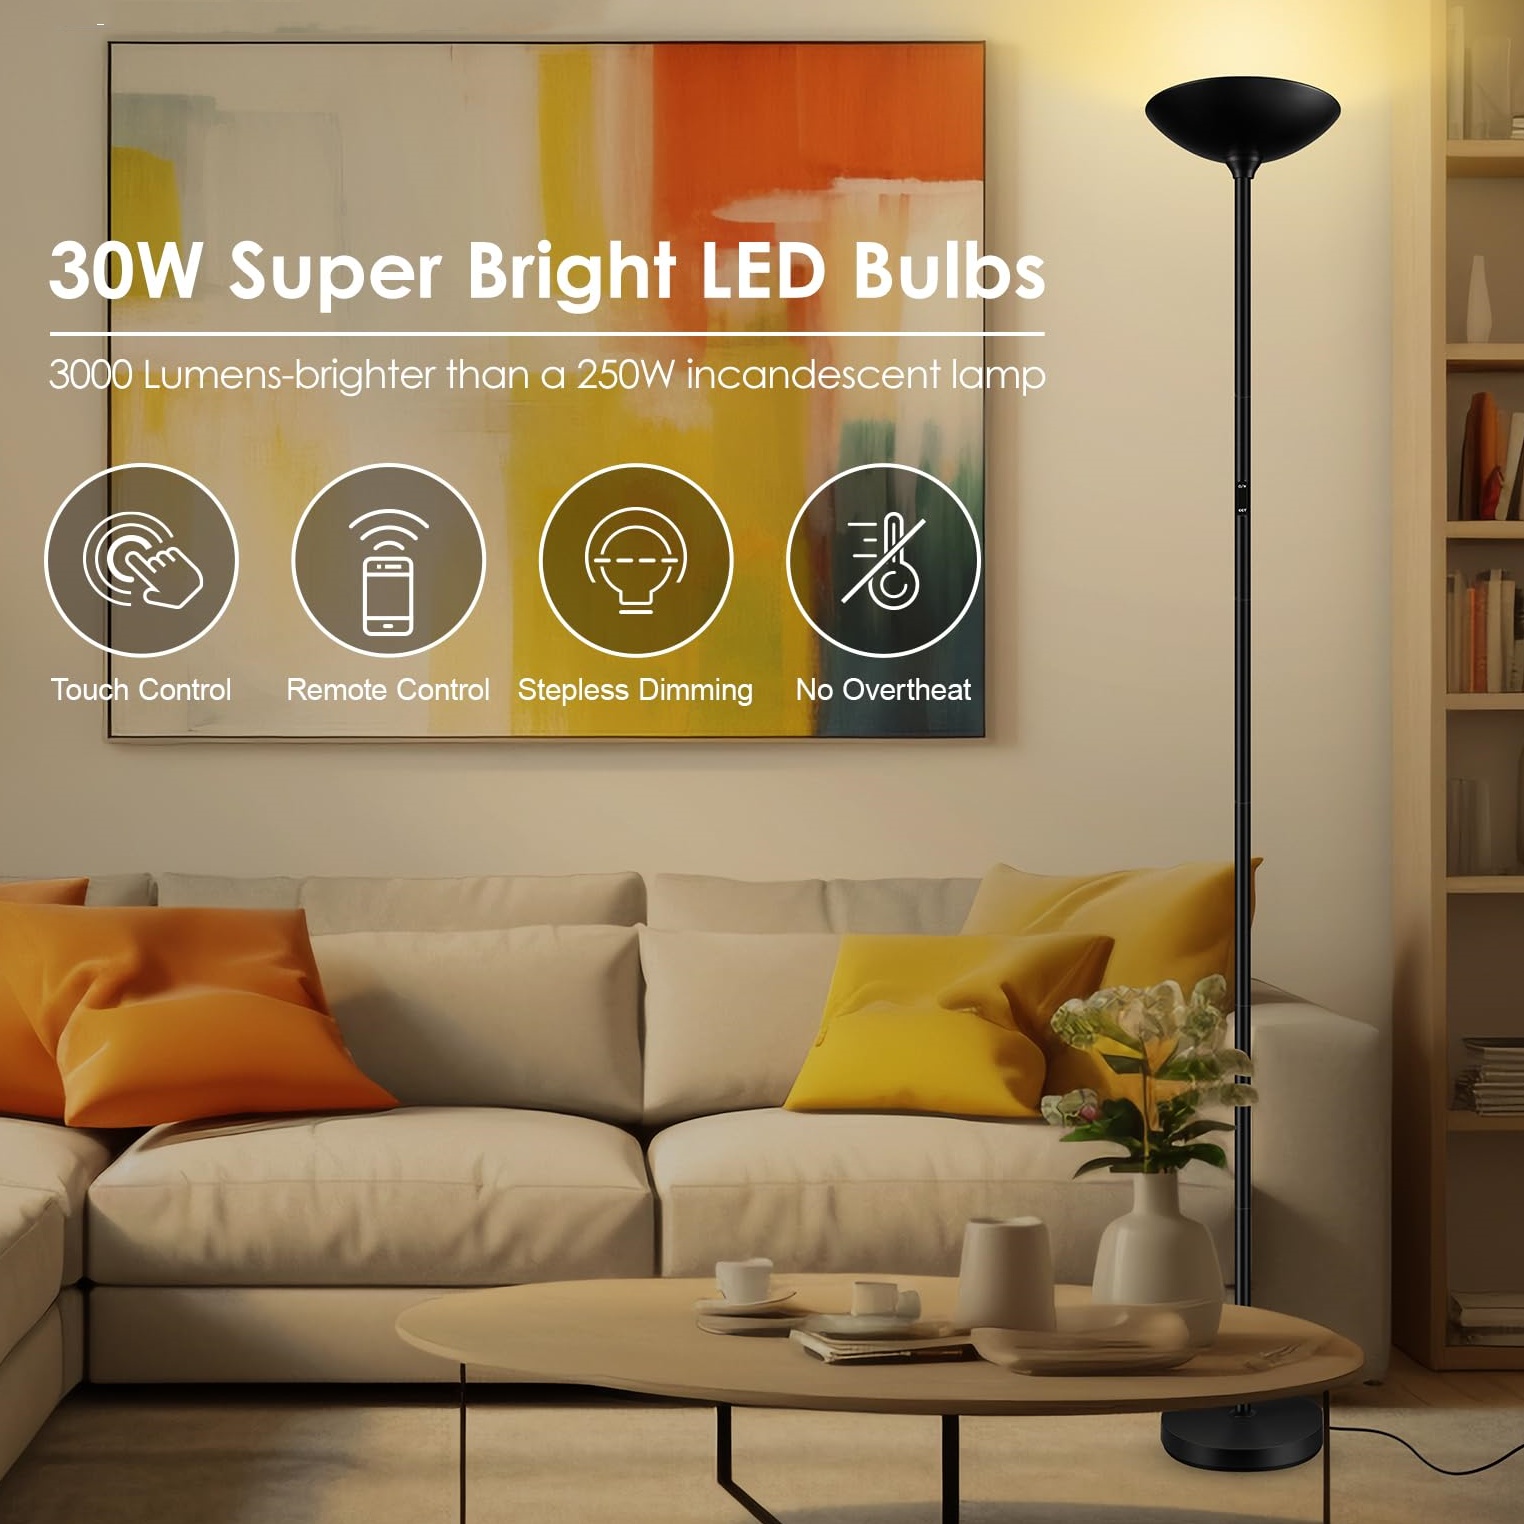 30W Super Bright LED Bulbs
3000 Lumens-brighter than a 250W incandescent lamp
Touch Control
Remote Control
Stepless Dimming
No Overtheat